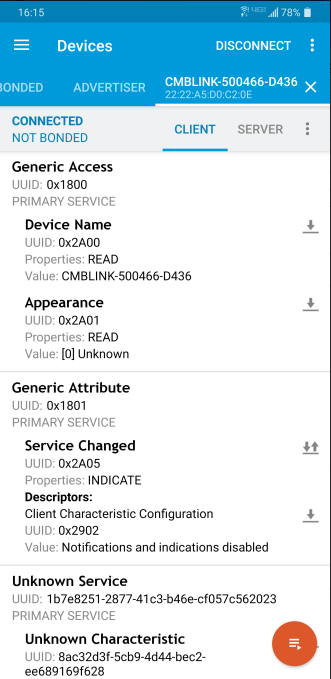 16:15
78%
Devices
DISCONNECT
BONDED
ADVERTISER
CMBLINK-500466-D436
22:22:A5:D0:C2:0E
CONNECTED
NOT BONDED
CLIENT
SERVER
Generic Access
UUID: 0x1800
PRIMARY SERVICE
Device Name
UUID: 0x2A00
Properties: READ
Value: CMBLINK-500466-D436
Appearance
UUID: 0x2A01
Properties: READ
Value: [0] Unknown
Generic Attribute
UUID: 0x1801
PRIMARY SERVICE
Service Changed
UUID: 0x2A05
Properties: INDICATE
Descriptors:
Client Characteristic Configuration
UUID: 0x2902
Value: Notifications and indications disabled
Unknown Service
UUID: 1b7e8251-2877-41c3-b46e-cf057c562023
PRIMARY SERVICE
Unknown Characteristic
UUID: 8ac32d3f-5cb9-4d44-bec2-
ee689169f628